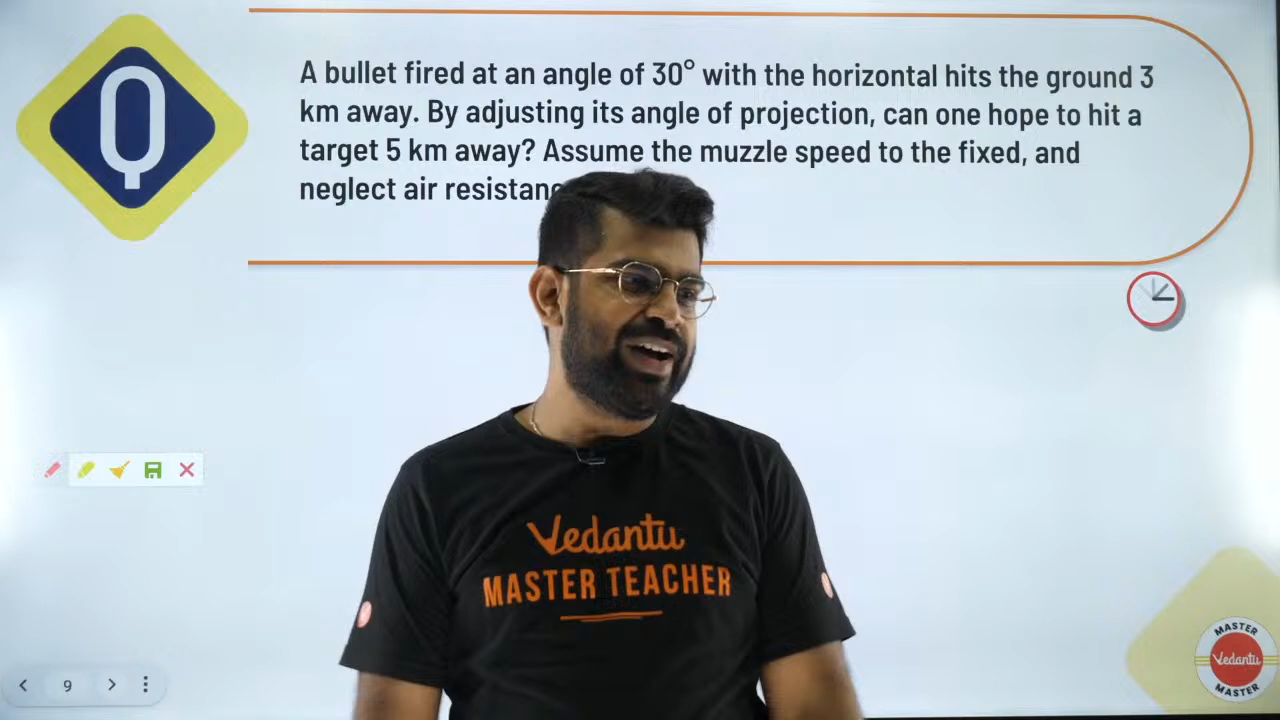 Q
A bullet fired at an angle of 30° with the horizontal hits the ground 3
km away. By adjusting its angle of projection, can one hope to hit a
target 5 km away? Assume the muzzle speed to the fixed, and
neglect air
Vedantu
MASTER TEACHER
9
MASTER
Vedantu
MASTER